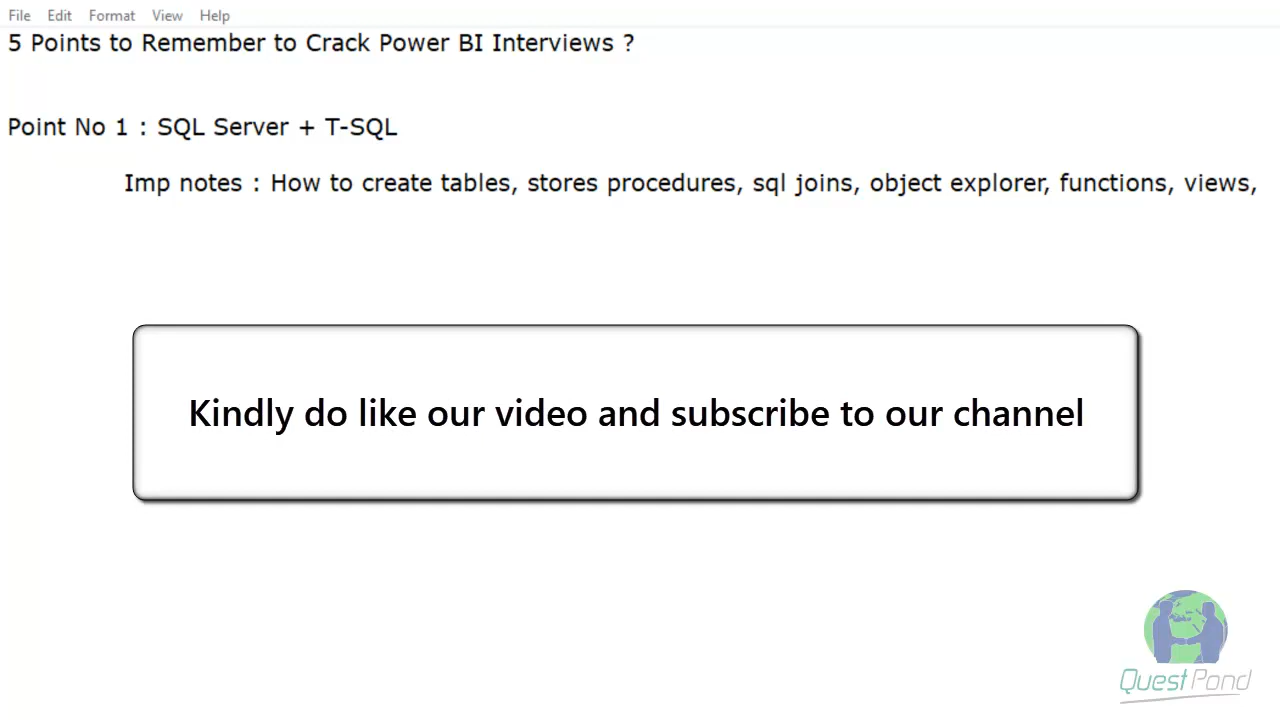 File Edit Format View Help
5 Points to Remember to Crack Power BI Interviews ?
Point No 1 : SQL Server + T-SQL
Imp notes : How to create tables, stores procedures, sql joins, object explorer, functions, views,
Kindly do like our video and subscribe to our channel
QuestPond